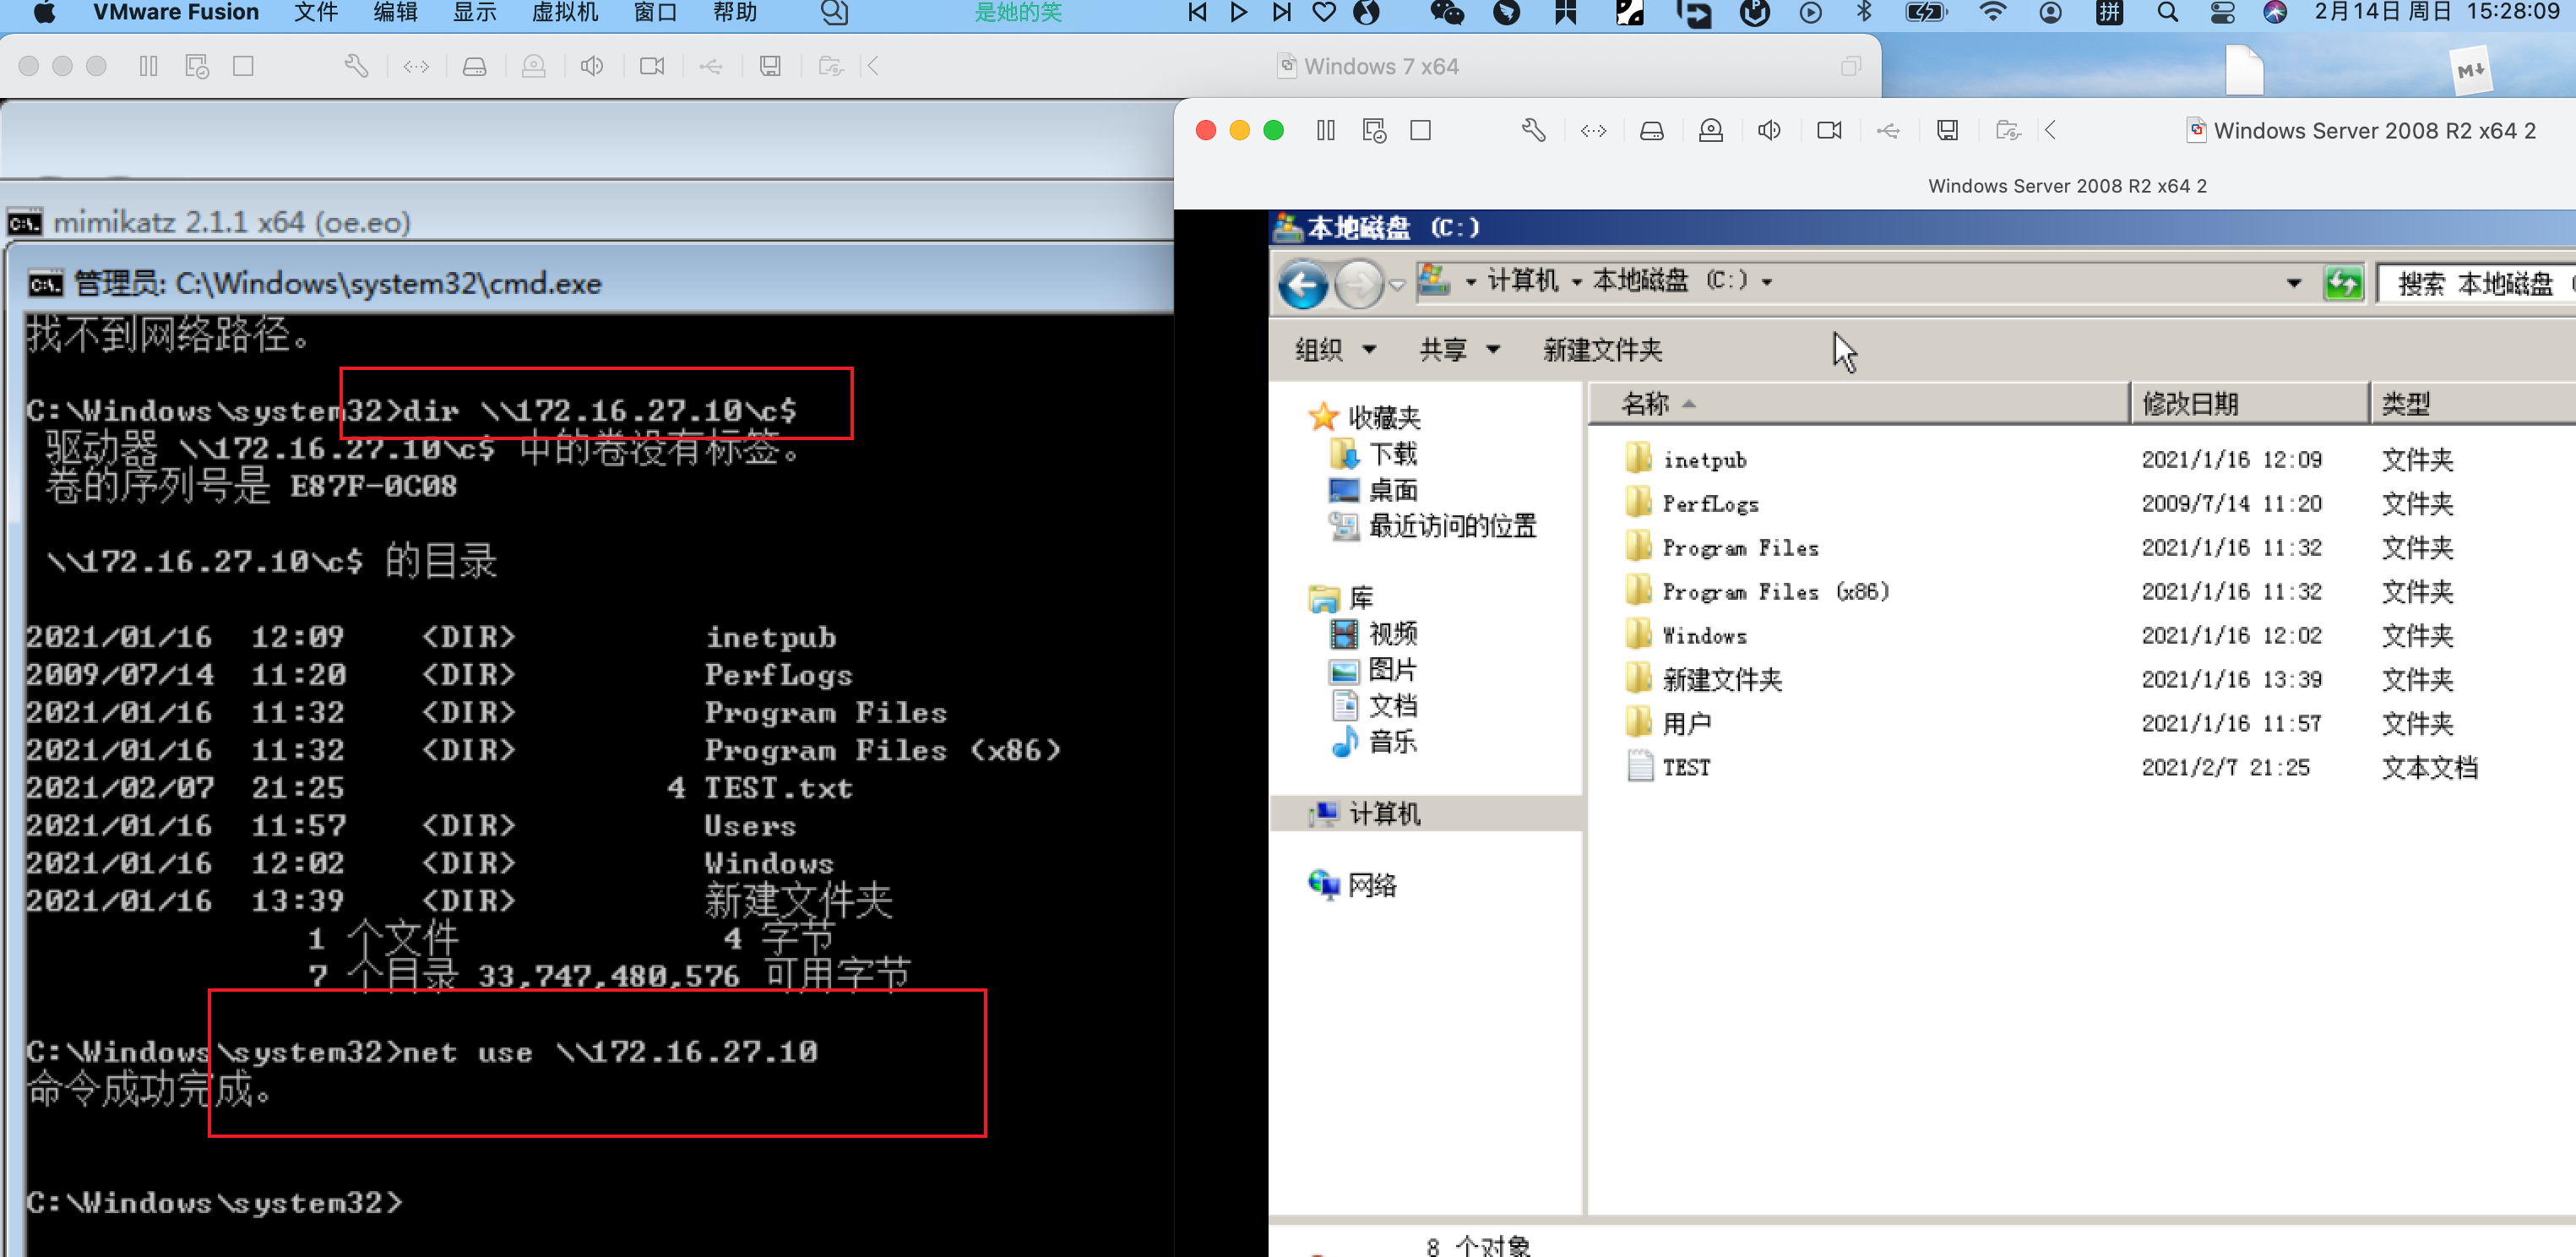 VMware Fusion 文件 编辑 显示 虚拟机 窗口 帮助 是她的笑 拼 2月14日 周日 15:28:09
Windows 7 x64
M↓
Windows Server 2008 R2 x64 2
Windows Server 2008 R2 x64 2
mimikatz 2.1.1 x64 (oe.eo)
管理员: C:\Windows\system32\cmd.exe
找不到网络路径。
C:\Windows\system32>dir \\172.16.27.10\c$
驱动器 \\172.16.27.10\c$ 中的卷没有标签。
卷的序列号是 E87F-0C08
\\172.16.27.10\c$ 的目录
2021/01/16 12:09 <DIR> inetpub
2009/07/14 11:20 <DIR> PerfLogs
2021/01/16 11:32 <DIR> Program Files
2021/01/16 11:32 <DIR> Program Files (x86)
2021/02/07 21:25 4 TEST.txt
2021/01/16 11:57 <DIR> Users
2021/01/16 12:02 <DIR> Windows
2021/01/16 13:39 <DIR> 新建文件夹
1 个文件 4 字节
7 个目录 33,747,480,576 可用字节
C:\Windows\system32>net use \\172.16.27.10
命令成功完成。
C:\Windows\system32>
本地磁盘 (C:)
计算机 本地磁盘 (C:) 搜索 本地磁盘 (
组织 共享 新建文件夹
收藏夹
下载
桌面
最近访问的位置
库
视频
图片
文档
音乐
计算机
网络
名称 修改日期 类型
inetpub 2021/1/16 12:09 文件夹
PerfLogs 2009/7/14 11:20 文件夹
Program Files 2021/1/16 11:32 文件夹
Program Files (x86) 2021/1/16 11:32 文件夹
Windows 2021/1/16 12:02 文件夹
新建文件夹 2021/1/16 13:39 文件夹
用户 2021/1/16 11:57 文件夹
TEST 2021/2/7 21:25 文本文档
8 个对象